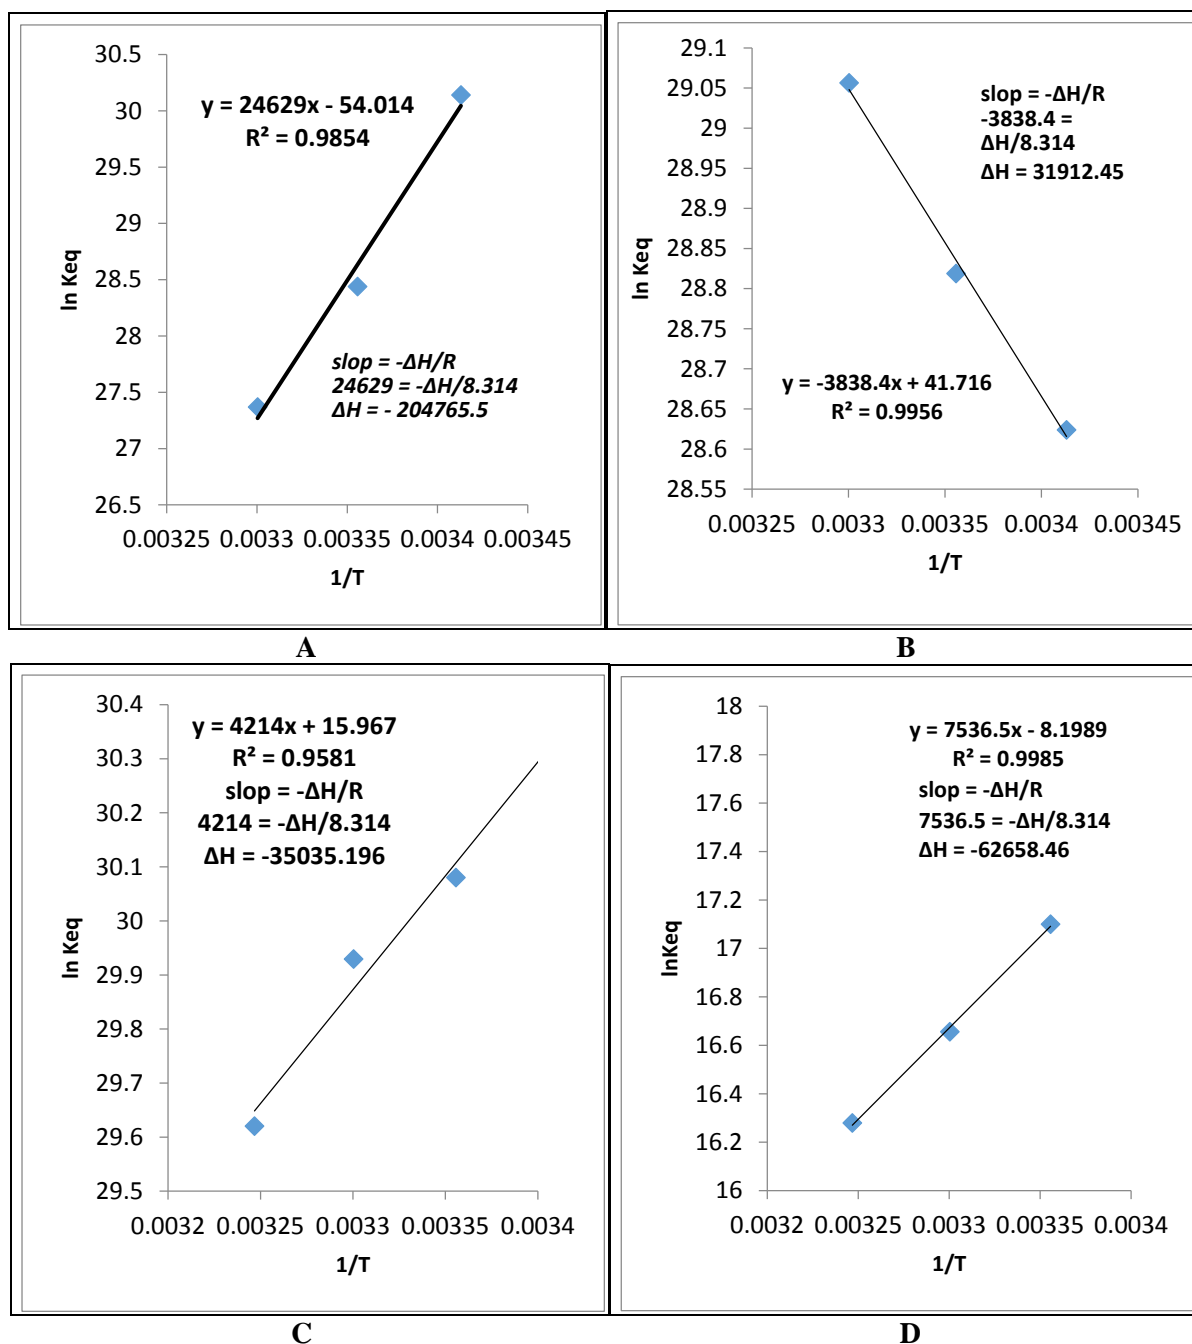 30.5
30
29.5
29
28.5
28
27.5
27
26.5
ln Keq
y = 24629x - 54.014
R² = 0.9854
slop = -ΔH/R
24629 = -ΔH/8.314
ΔH = - 204765.5
0.00325 0.0033 0.00335 0.0034 0.00345
1/T
A
29.1
29.05
29
28.95
28.9
28.85
28.8
28.75
28.7
28.65
28.6
28.55
ln Keq
slop = -ΔH/R
-3838.4 =
ΔH/8.314
ΔH = 31912.45
y = -3838.4x + 41.716
R² = 0.9956
0.00325 0.0033 0.00335 0.0034 0.00345
1/T
B
30.4
30.3
30.2
30.1
30
29.9
29.8
29.7
29.6
29.5
ln Keq
y = 4214x + 15.967
R² = 0.9581
slop = -ΔH/R
4214 = -ΔH/8.314
ΔH = -35035.196
0.0032 0.00325 0.0033 0.00335 0.0034
1/T
C
18
17.8
17.6
17.4
17.2
17
16.8
16.6
16.4
16.2
16
lnKeq
y = 7536.5x - 8.1989
R² = 0.9985
slop = -ΔH/R
7536.5 = -ΔH/8.314
ΔH = -62658.46
0.0032 0.00325 0.0033 0.00335 0.0034
1/T
D